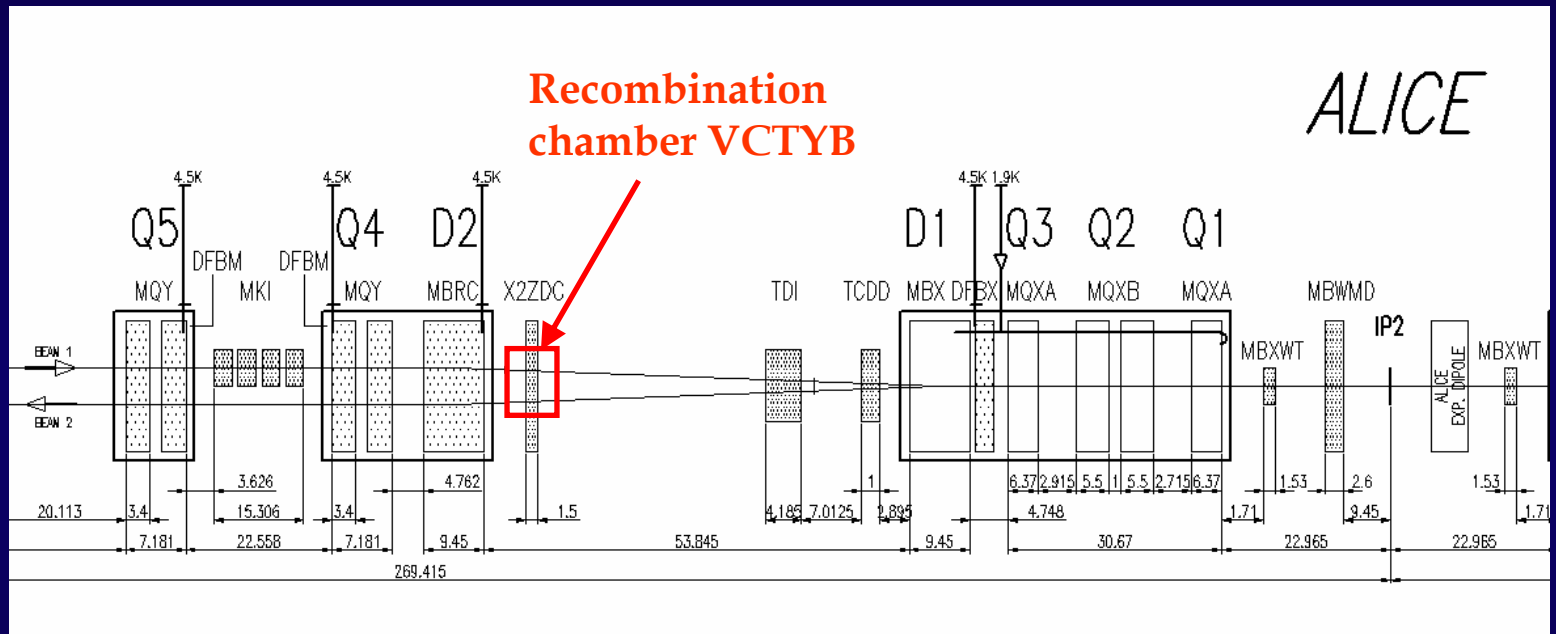 Recombination
chamber VCTYB
ALICE
4.5K 4.5K 4.5K 4.5K 1.9K
Q5 Q4 D2 D1 Q3 Q2 Q1
DFBM DFBM
MQY MKI MQY MBRC X2ZDC TDI TCDD MBX DFBX MQXA MQXB MQXA MBWMD
IP2
MBXWT MBXWT
BEAM 1
BEAM 2
ALICE
EXP. DIPOLE
3.626 4.762 1 6.37 2.915 5.5 1 5.5 2.715 6.37 1.53 2.6 1.53
20.113 3.4 15.306 3.4 1.5 4.185 7.0125 2.895 4.748 1.71 9.45 1.71
7.181 22.558 7.181 9.45 53.845 9.45 30.67 22.965 22.965
269.415